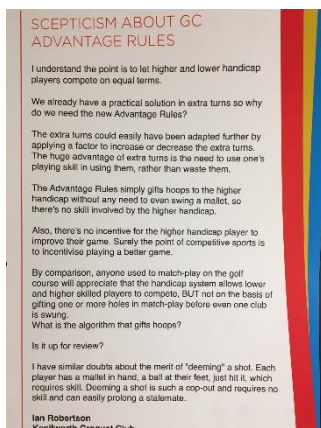 SCEPTICISM ABOUT GC
ADVANTAGE RULES
I understand the point is to let higher and lower handicap
players compete on equal terms.
We already have a practical solution in extra turns so why
do we need the new Advantage Rules?
The extra turns could easily have been adapted further by
applying a factor to increase or decrease the extra turns.
The huge advantage of extra turns is the need to use one's
playing skill in using them, rather than waste them.
The Advantage Rules simply gifts hoops to the higher
handicap without any need to even swing a mallet, so
there's no skill involved by the higher handicap.
Also, there's no incentive for the higher handicap player to
improve their game. Surely the point of competitive sports is
to incentivise playing a better game.
By comparison, anyone used to match-play on the golf
course will appreciate that the handicap system allows lower
and higher skilled players to compete, BUT not on the basis of
gifting one or more holes in match-play before even one club
is swung.
What is the algorithm that gifts hoops?
Is it up for review?
I have similar doubts about the merit of "deeming" a shot. Each
player has a mallet in hand, a ball at their feet, just hit it, which
requires skill. Deeming a shot is such a cop-out and requires no
skill and can easily prolong a stalemate.
Ian Robertson
Kenilworth Croquet Club